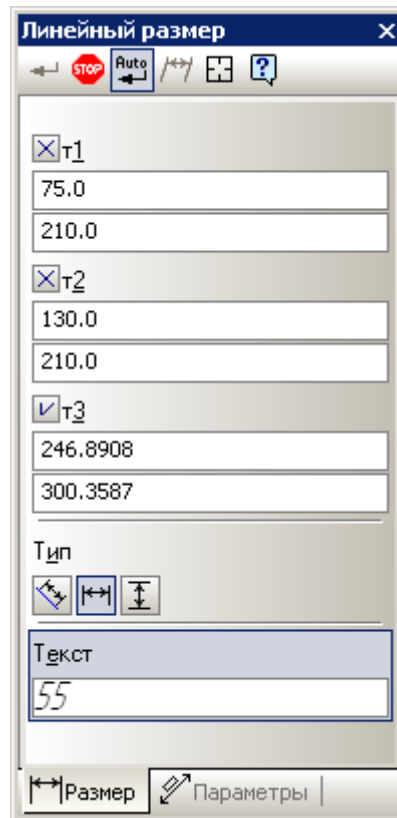 Линейный размер
STOP
Auto
т1
75.0
210.0
т2
130.0
210.0
т3
246.8908
300.3587
Тип
Текст
55
Размер
Параметры